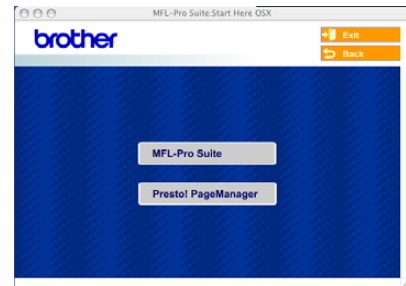 MFL-Pro Suite:Start Here OSX
brother
Exit
Back
MFL-Pro Suite
Presto! PageManager